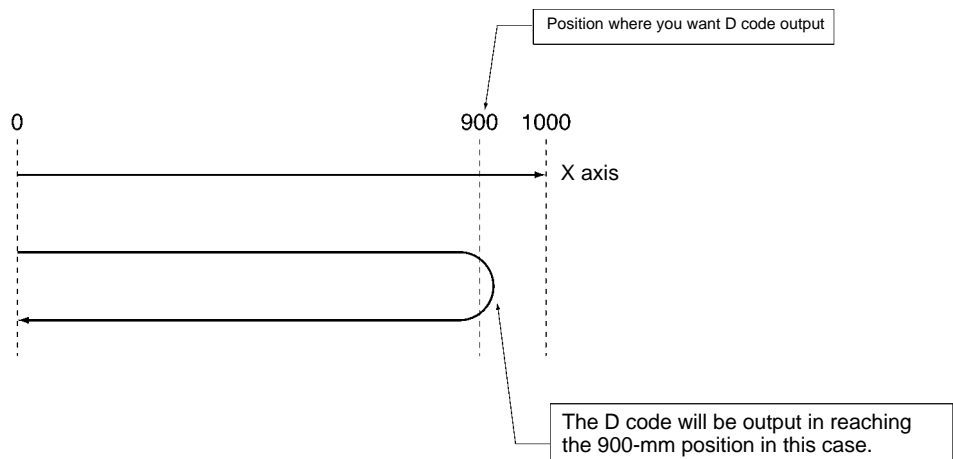 Position where you want D code output
0
900
1000
X axis
The D code will be output in reaching
the 900-mm position in this case.